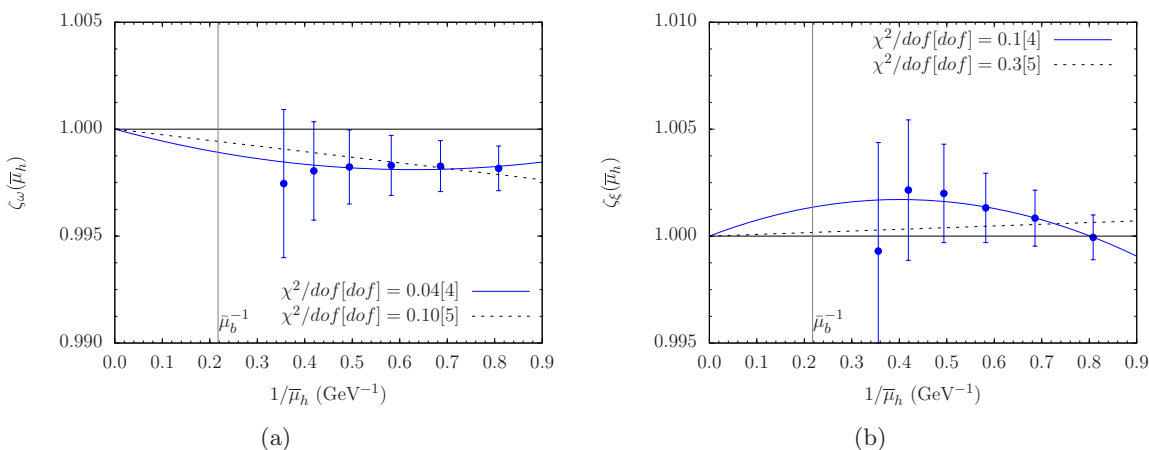 1.005
1.000
0.995
0.990
ζω(μ̅h)
χ²/dof[dof] = 0.04[4]
χ²/dof[dof] = 0.10[5]
μ̄b⁻¹
0.0 0.1 0.2 0.3 0.4 0.5 0.6 0.7 0.8 0.9
1/μ̅h (GeV⁻¹)
(a)
1.010
1.005
1.000
0.995
ζξ(μ̅h)
χ²/dof[dof] = 0.1[4]
χ²/dof[dof] = 0.3[5]
μ̄b⁻¹
0.0 0.1 0.2 0.3 0.4 0.5 0.6 0.7 0.8 0.9
1/μ̅h (GeV⁻¹)
(b)